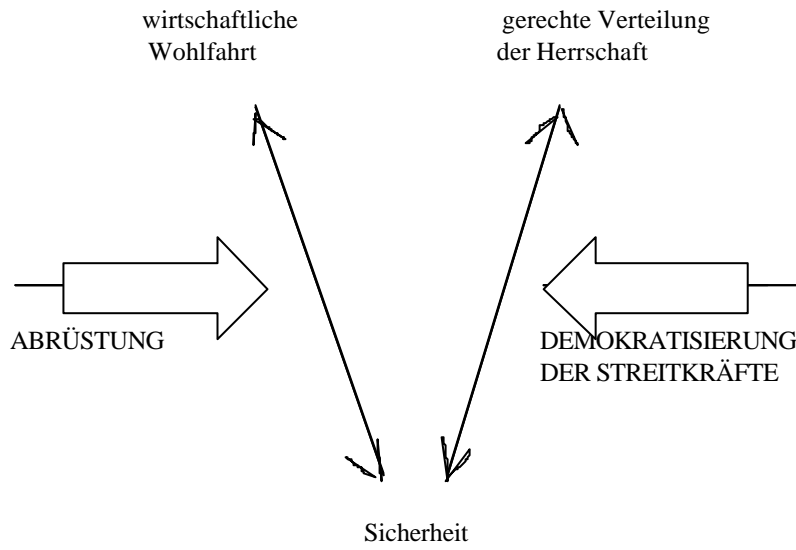 wirtschaftliche
Wohlfahrt
gerechte Verteilung
der Herrschaft
ABRÜSTUNG
DEMOKRATISIERUNG
DER STREITKRÄFTE
Sicherheit